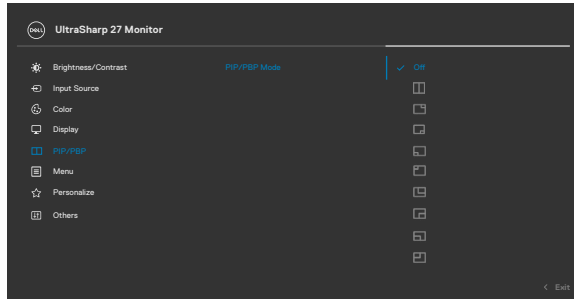 DELL UltraSharp 27 Monitor
Brightness/Contrast PIP/PBP Mode Off
Input Source
Color
Display
PIP/PBP
Menu
Personalize
Others
< Exit